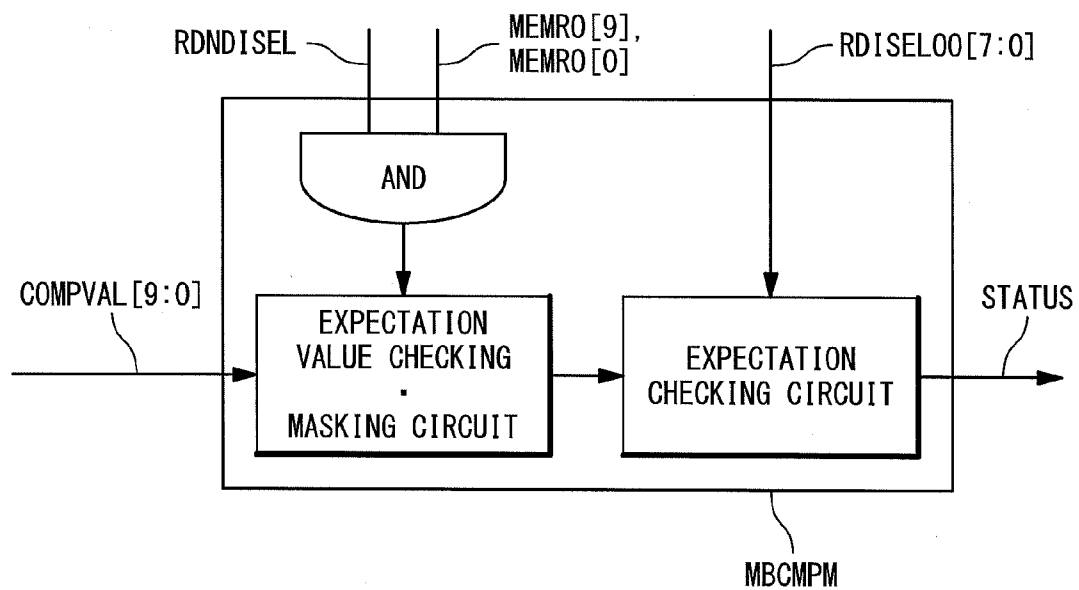 RDNDISEL
MEMRO[9],
MEMRO[0]
RDISELOO[7:0]
AND
COMPVAL[9:0]
EXPECTATION
VALUE CHECKING
.
MASKING CIRCUIT
EXPECTATION
CHECKING CIRCUIT
STATUS
MBCMPM